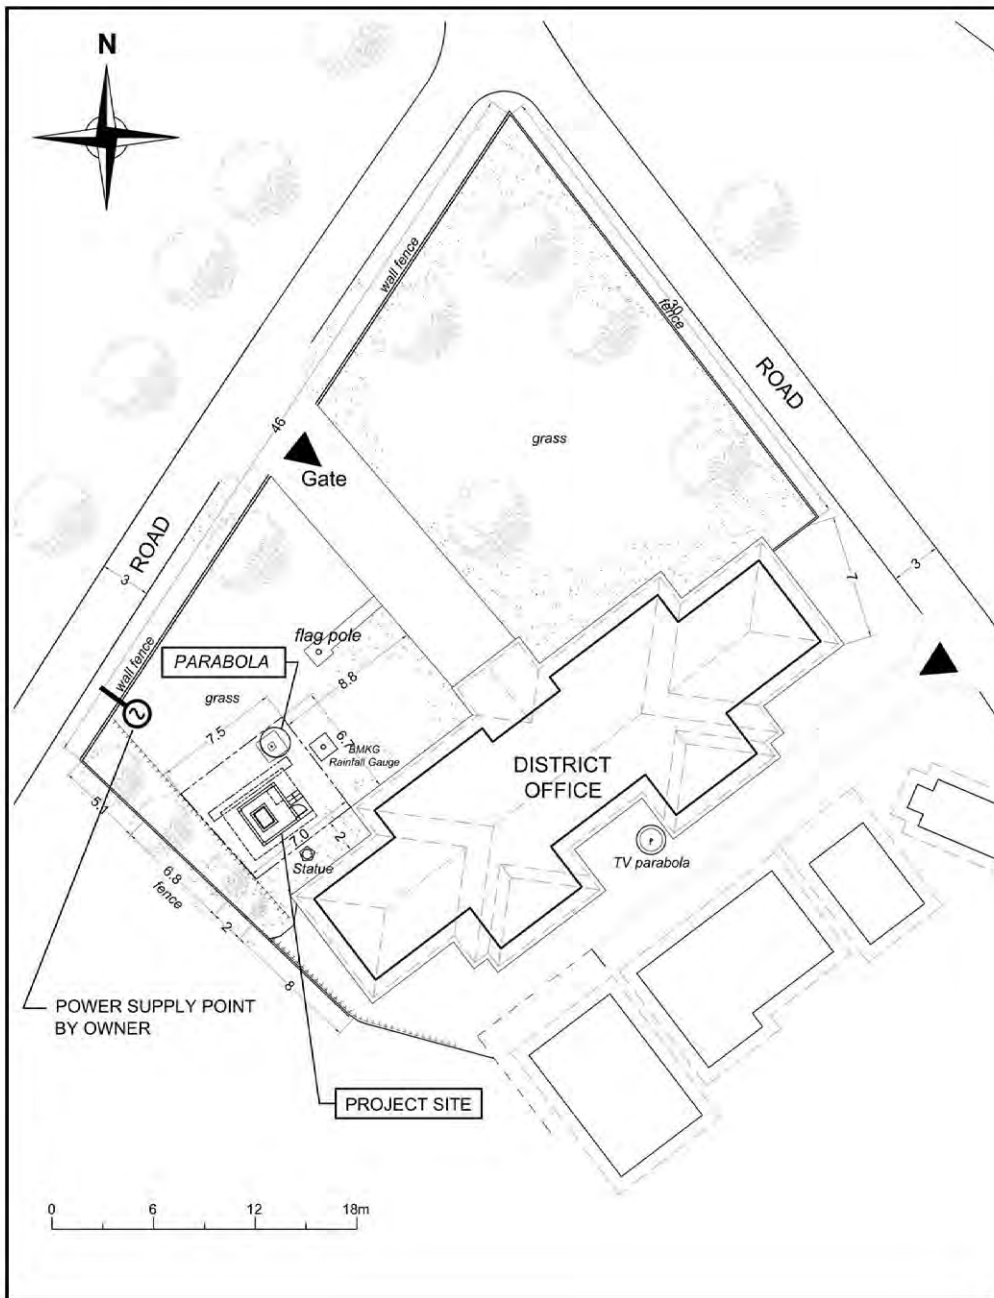 N
wall fence
30
fence
ROAD
46
grass
Gate
ROAD
3
3
7
flag pole
PARABOLA
wall fence
grass
8.8
7.5
6.7
BMKG
Rainfall Gauge
DISTRICT
OFFICE
7.0
2
Statue
TV parabola
5.1
6.8
fence
2
8
POWER SUPPLY POINT
BY OWNER
PROJECT SITE
0
6
12
18m